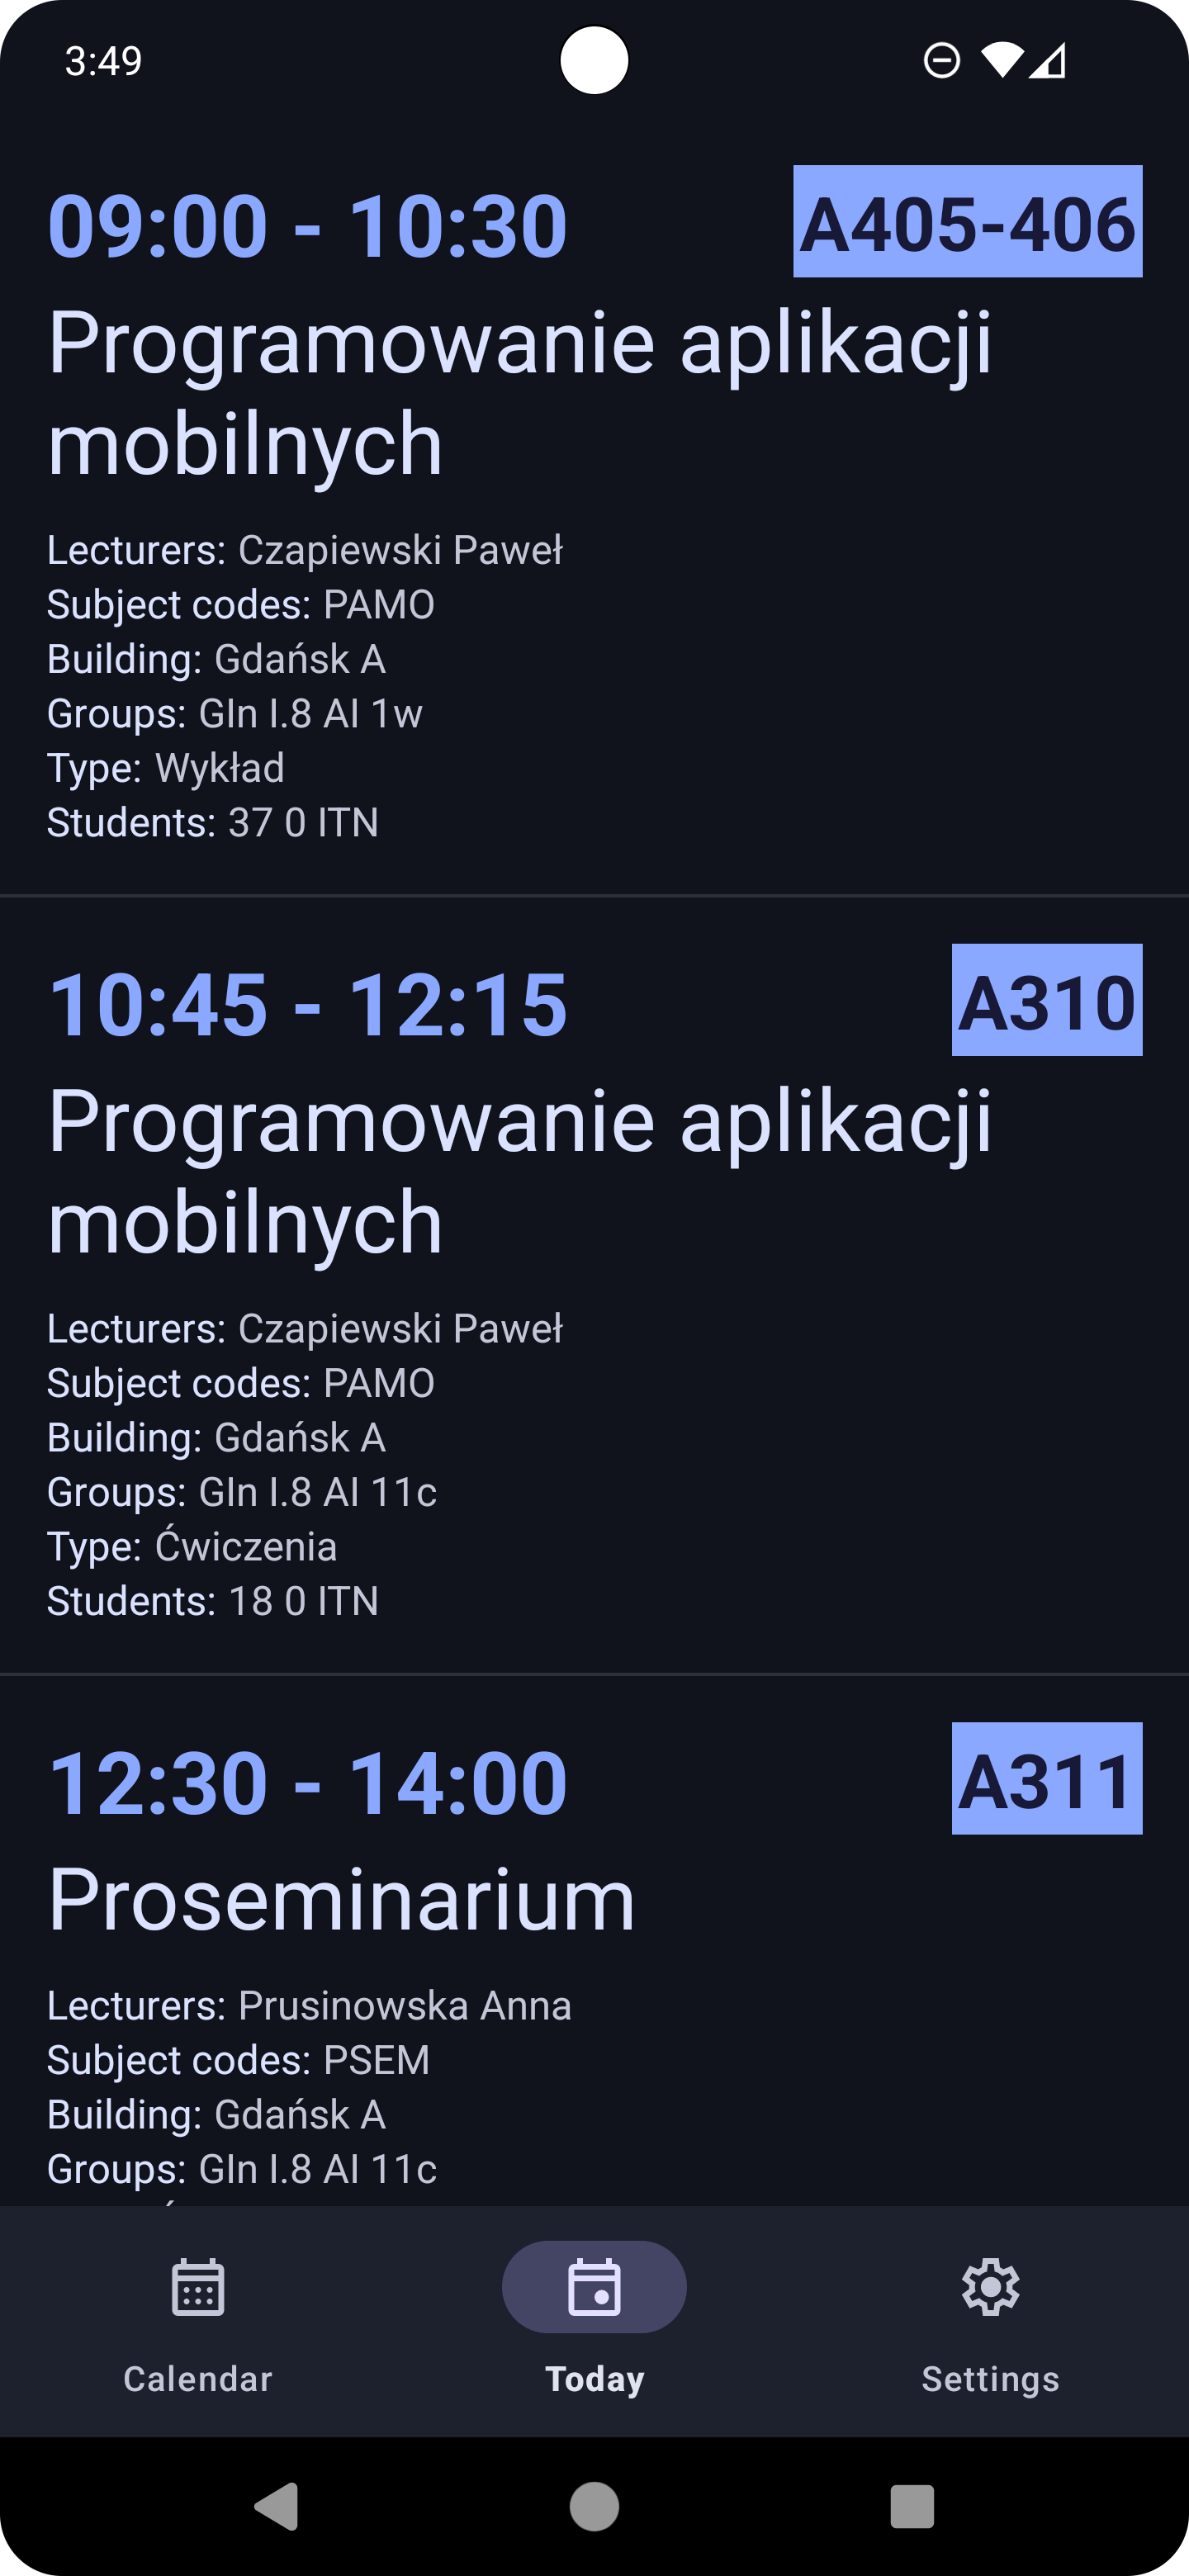 3:49
09:00 - 10:30
A405-406
Programowanie aplikacji
mobilnych
Lecturers: Czapiewski Paweł
Subject codes: PAMO
Building: Gdańsk A
Groups: GIn I.8 AI 1w
Type: Wykład
Students: 37 0 ITN
10:45 - 12:15
A310
Programowanie aplikacji
mobilnych
Lecturers: Czapiewski Paweł
Subject codes: PAMO
Building: Gdańsk A
Groups: GIn I.8 AI 11c
Type: Ćwiczenia
Students: 18 0 ITN
12:30 - 14:00
A311
Proseminarium
Lecturers: Prusinowska Anna
Subject codes: PSEM
Building: Gdańsk A
Groups: GIn I.8 AI 11c
Calendar
Today
Settings